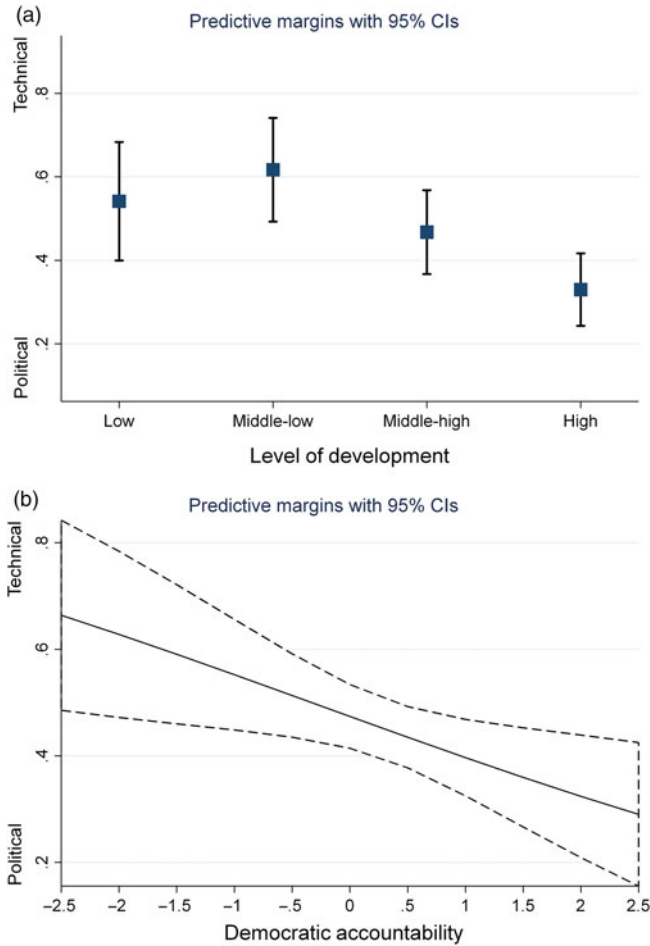 (a)
Predictive margins with 95% CIs
Technical
Political
.8
.6
.4
.2
Low Middle-low Middle-high High
Level of development
(b)
Predictive margins with 95% CIs
Technical
Political
.8
.6
.4
.2
–2.5 –2 –1.5 –1 –.5 0 .5 1 1.5 2 2.5
Democratic accountability